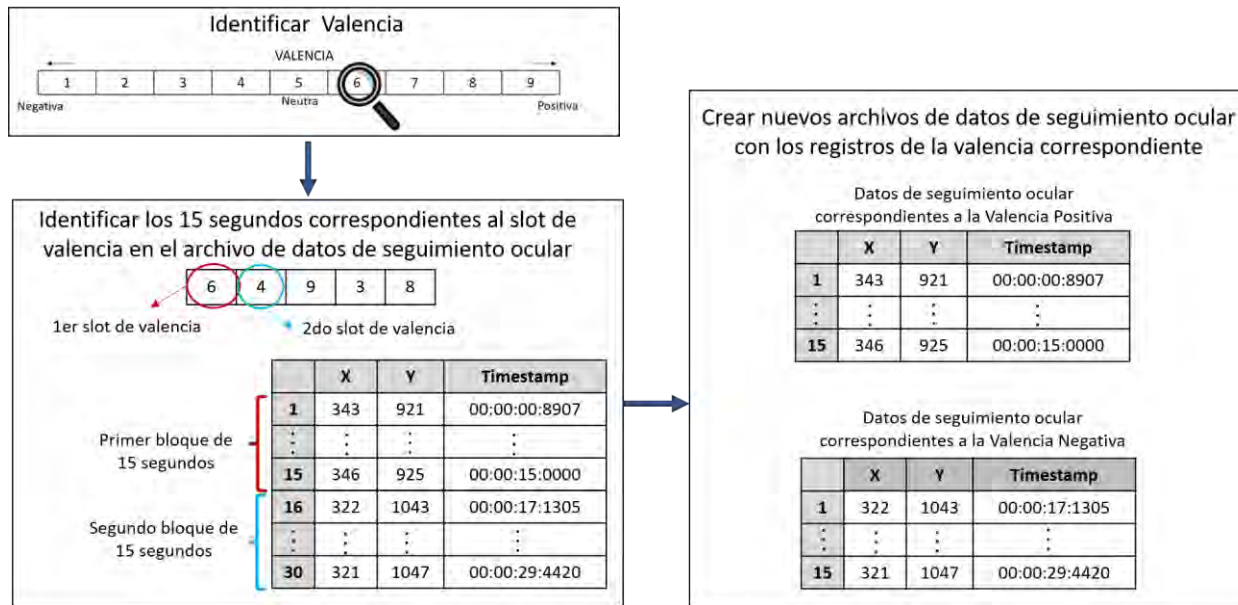 Identificar Valencia
VALENCIA
1 2 3 4 5 6 7 8 9
Negativa Neutra Positiva
Identificar los 15 segundos correspondientes al slot de
valencia en el archivo de datos de seguimiento ocular
6 4 9 3 8
1er slot de valencia 2do slot de valencia
X Y Timestamp
1 343 921 00:00:00:8907
⋮ ⋮ ⋮ ⋮
15 346 925 00:00:15:0000
16 322 1043 00:00:17:1305
⋮ ⋮ ⋮ ⋮
30 321 1047 00:00:29:4420
Primer bloque de
15 segundos
Segundo bloque de
15 segundos
Crear nuevos archivos de datos de seguimiento ocular
con los registros de la valencia correspondiente
Datos de seguimiento ocular
correspondientes a la Valencia Positiva
X Y Timestamp
1 343 921 00:00:00:8907
⋮ ⋮ ⋮ ⋮
15 346 925 00:00:15:0000
Datos de seguimiento ocular
correspondientes a la Valencia Negativa
X Y Timestamp
1 322 1043 00:00:17:1305
⋮ ⋮ ⋮ ⋮
15 321 1047 00:00:29:4420